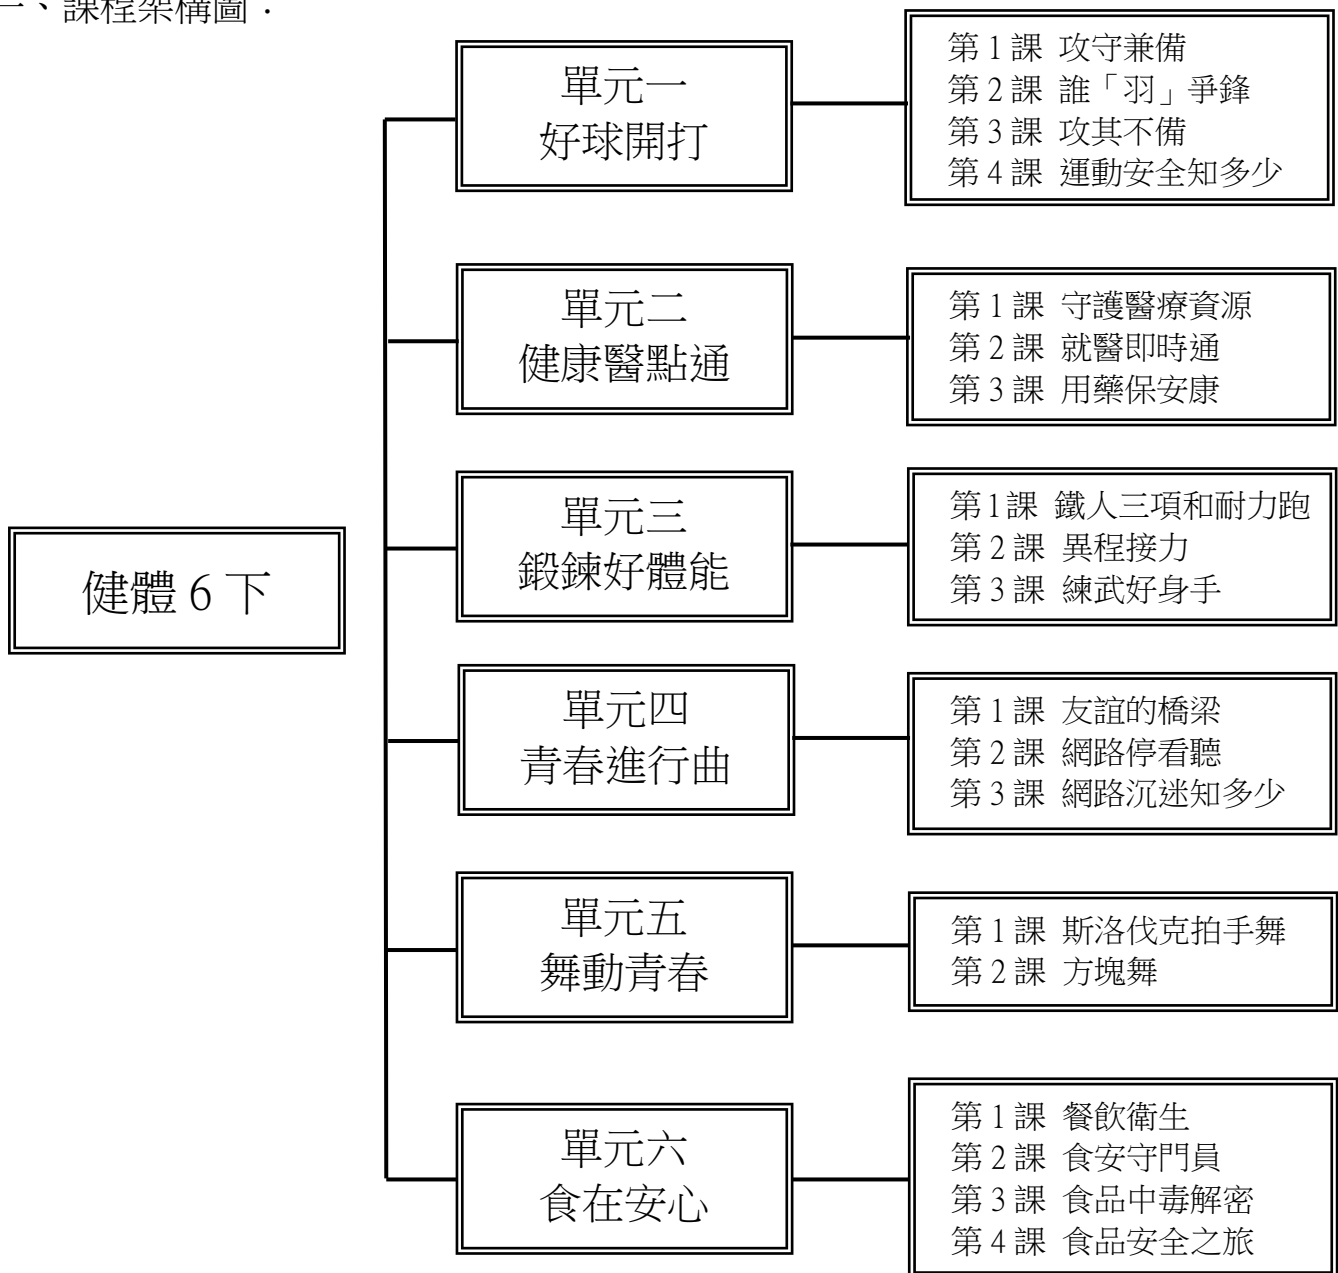 一、課程架構圖：
單元一
好球開打
第 1 課 攻守兼備
第 2 課 誰「羽」爭鋒
第 3 課 攻其不備
第 4 課 運動安全知多少
單元二
健康醫點通
第 1 課 守護醫療資源
第 2 課 就醫即時通
第 3 課 用藥保安康
健體 6 下
單元三
鍛鍊好體能
第 1 課 鐵人三項和耐力跑
第 2 課 異程接力
第 3 課 練武好身手
單元四
青春進行曲
第 1 課 友誼的橋梁
第 2 課 網路停看聽
第 3 課 網路沉迷知多少
單元五
舞動青春
第 1 課 斯洛伐克拍手舞
第 2 課 方塊舞
單元六
食在安心
第 1 課 餐飲衛生
第 2 課 食安守門員
第 3 課 食品中毒解密
第 4 課 食品安全之旅